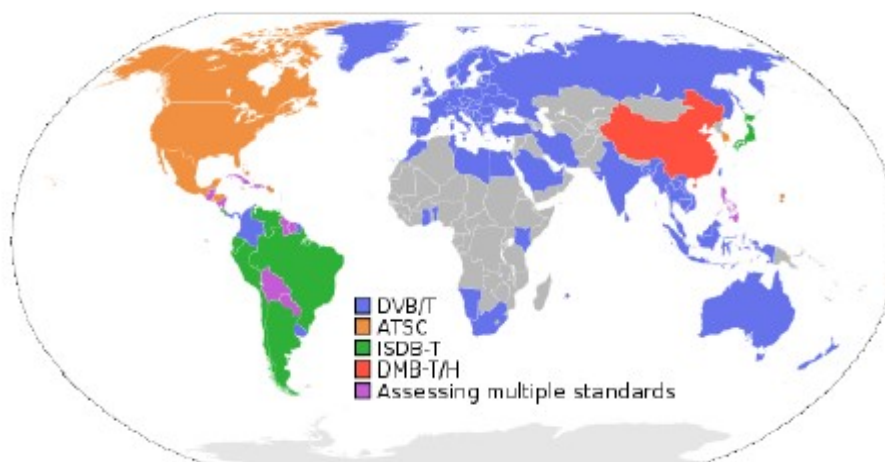 DVB/T
ATSC
ISDB-T
DMB-T/H
Assessing multiple standards